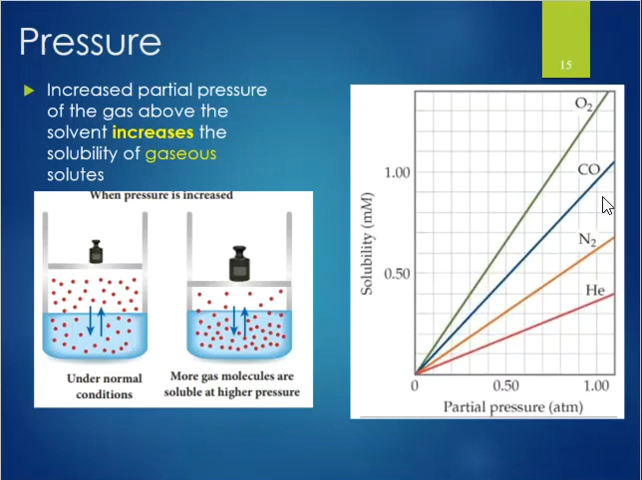 Pressure
15
Increased partial pressure
of the gas above the
solvent increases the
solubility of gaseous
solutes
When pressure is increased
Under normal
conditions
More gas molecules are
soluble at higher pressure
O₂
CO
1.00
N₂
0.50
He
Solubility (mM)
0
0.50
1.00
Partial pressure (atm)